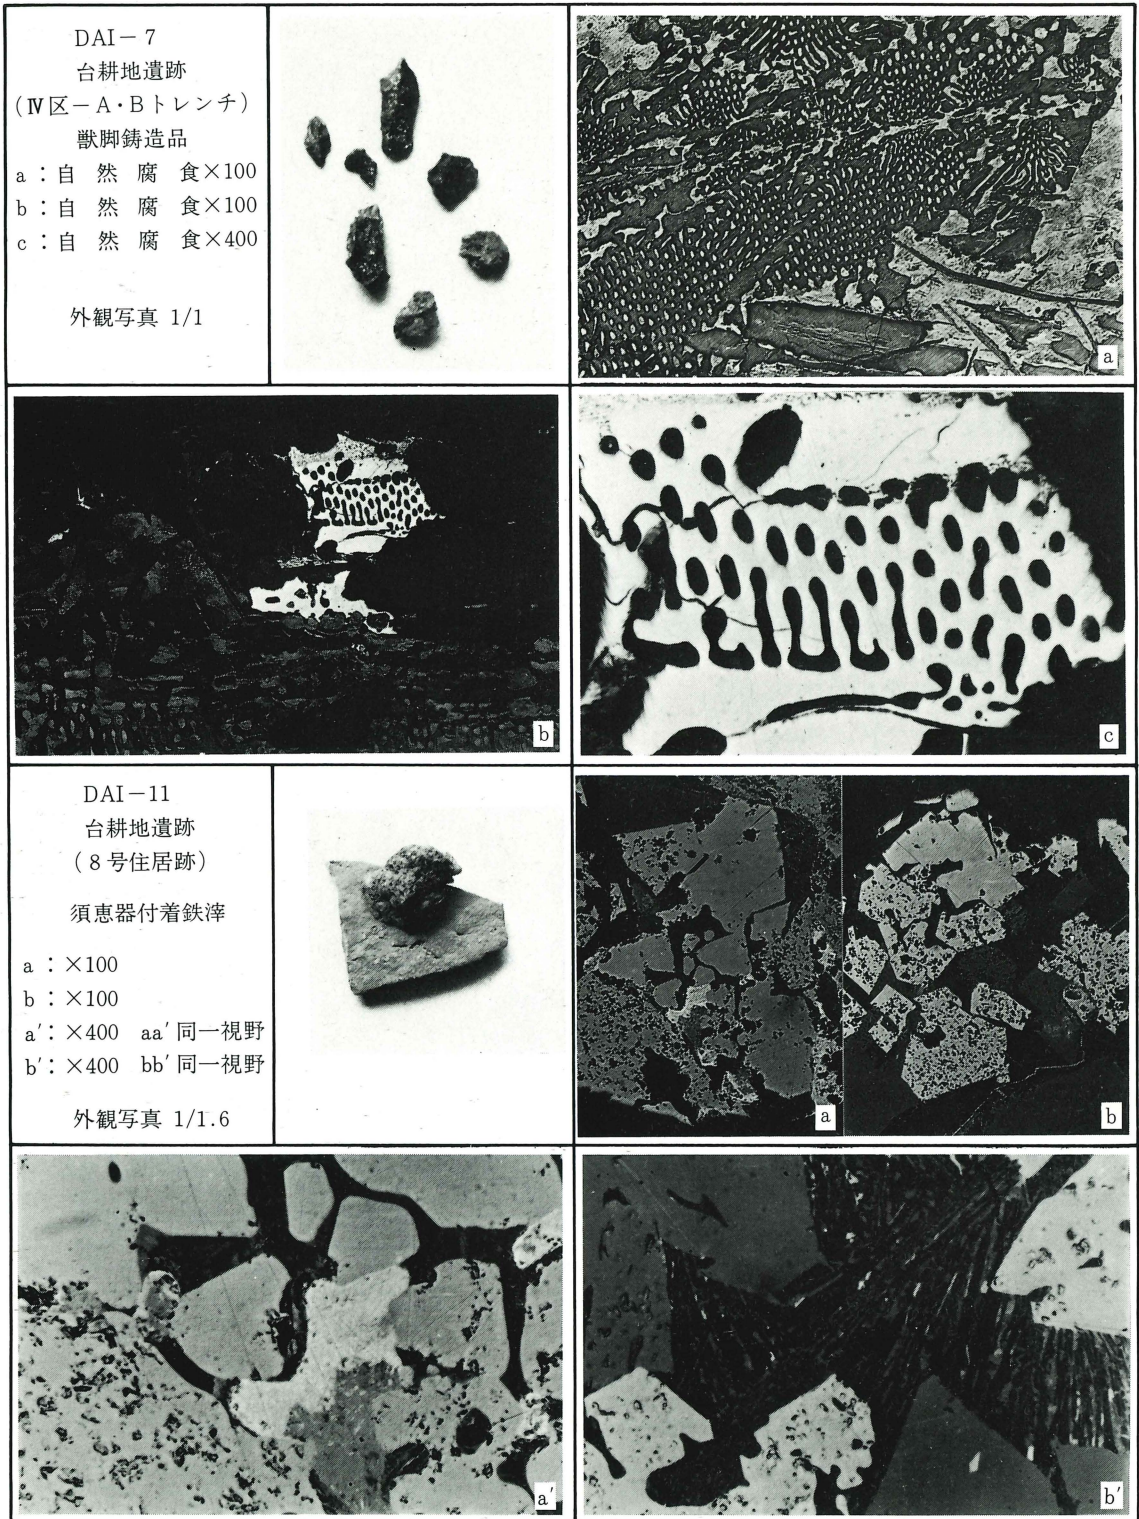 DAI－7
台耕地遺跡
(Ⅳ区－A・Bトレンチ)
獣脚鋳造品
a：自然腐食×100
b：自然腐食×100
c：自然腐食×400
外観写真 1/1
a
b
c
DAI－11
台耕地遺跡
(8号住居跡)
須恵器付着鉄滓
a：×100
b：×100
a′：×400 aa′同一視野
b′：×400 bb′同一視野
外観写真 1/1.6
a
b
a′
b′